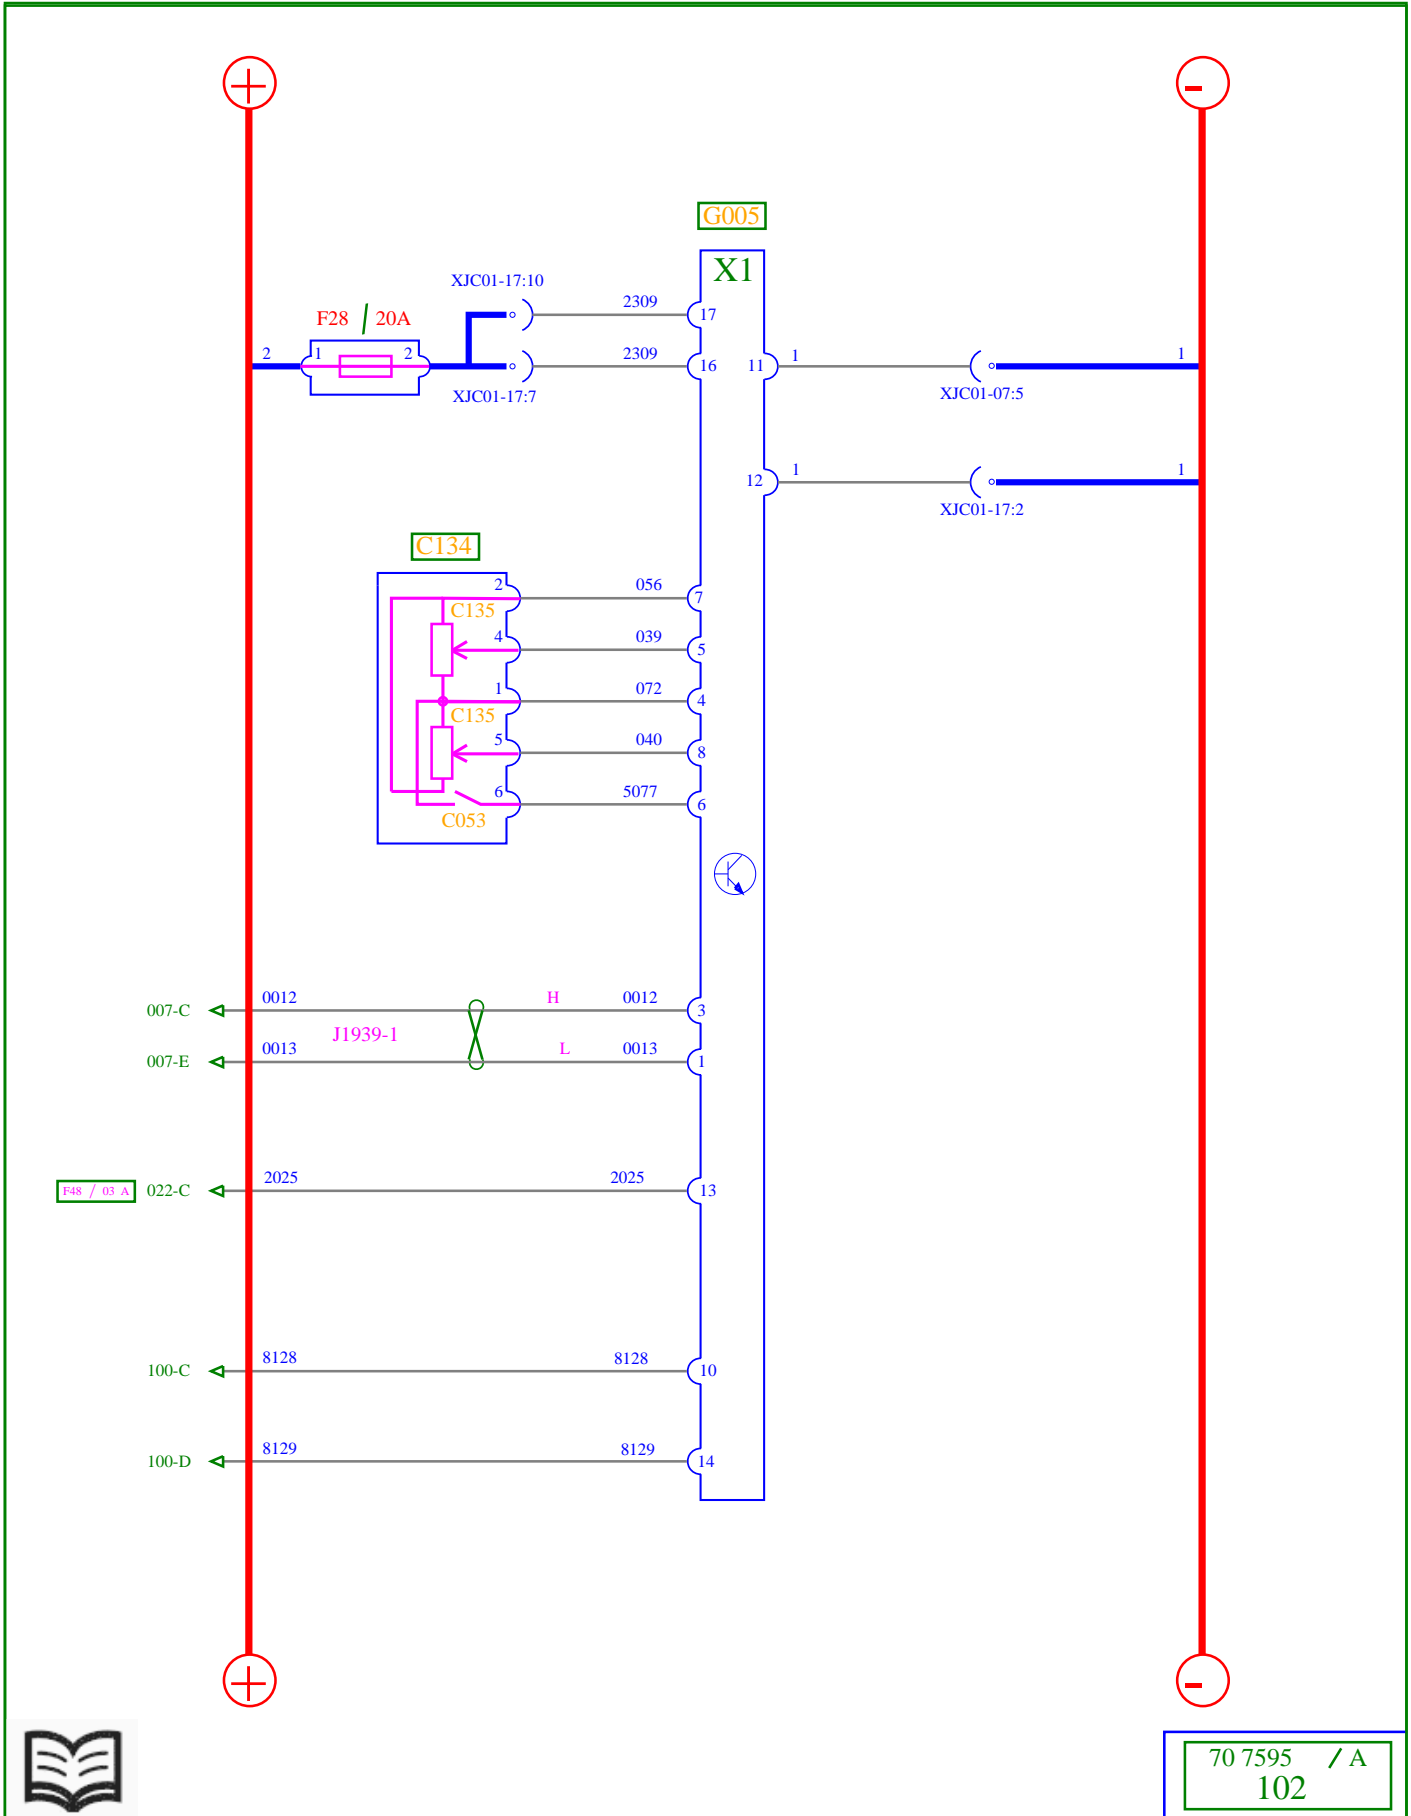 G005
X1
XJC01-17:10
2309
17
F28 / 20A
2 1 2
2309
16 11 1 1
XJC01-17:7
XJC01-07:5
1 1
12
XJC01-17:2
C134
2 056 7
C135
4 039 5
1 072 4
C135
5 040 8
6 5077 6
C053
007-C 0012 H 0012 3
J1939-1
007-E 0013 L 0013 1
F48 / 03 A 022-C 2025 2025 13
100-C 8128 8128 10
100-D 8129 8129 14
70 7595 / A
102